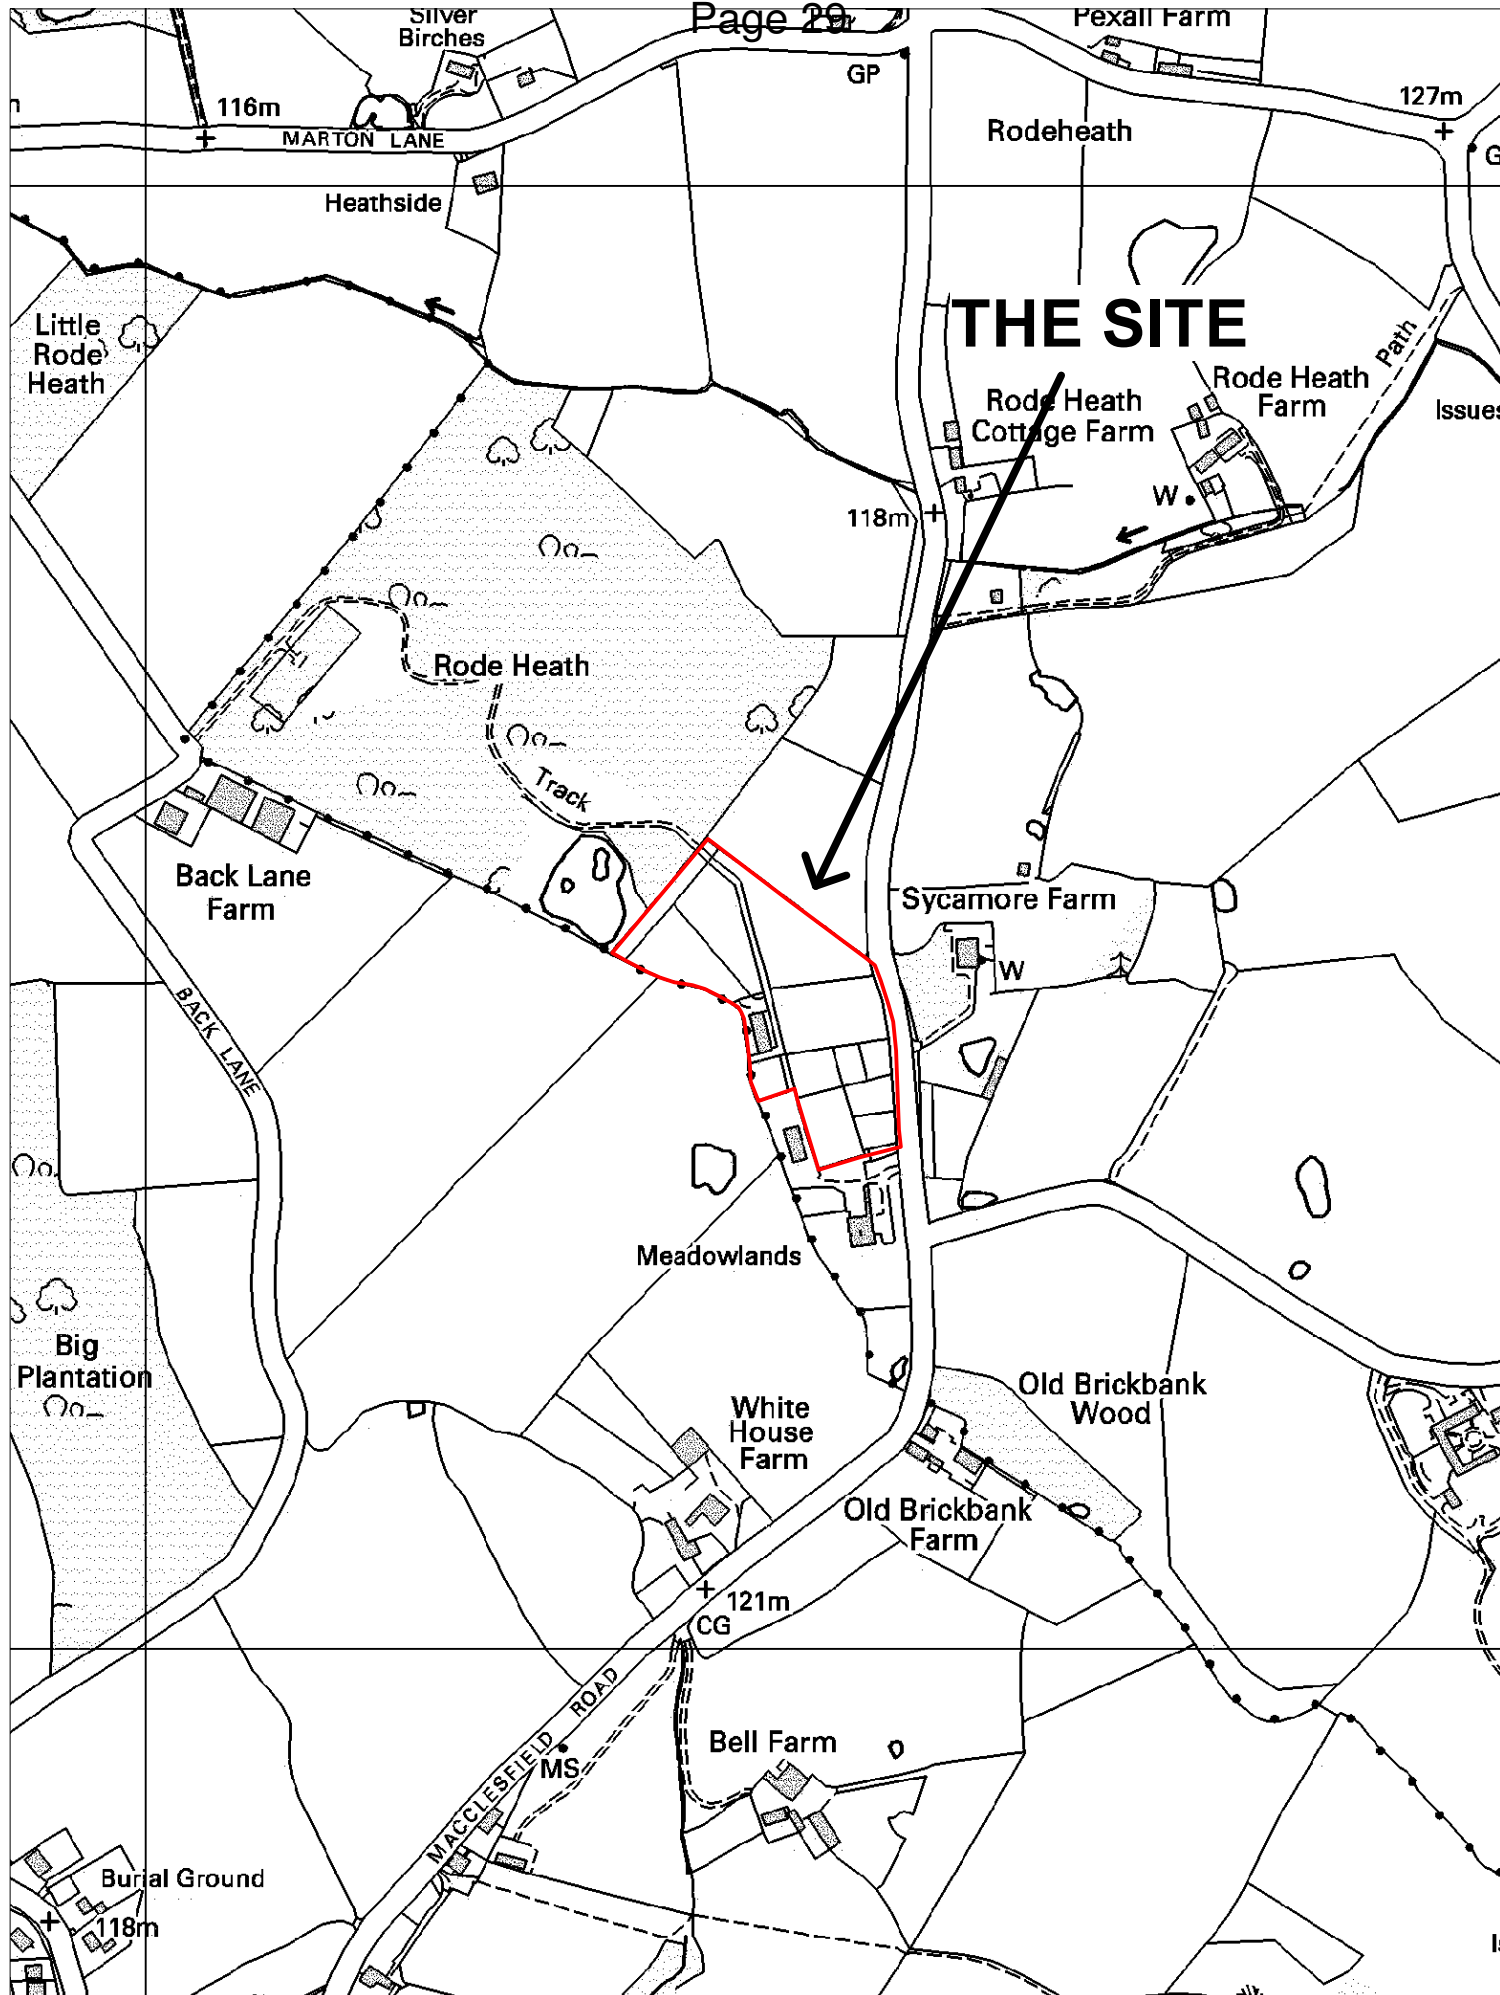 Page 29
Silver
Birches
Pexall Farm
GP
116m
127m
MARTON LANE
Rodeheath
G
Heathside
THE SITE
Little
Rode
Heath
Path
Rode Heath
Farm
Rode Heath
Cottage Farm
Issues
W
118m
Rode Heath
Track
Back Lane
Farm
Sycamore Farm
W
BACK LANE
Meadowlands
Big
Plantation
Old Brickbank
Wood
White
House
Farm
Old Brickbank
Farm
121m
CG
MACCLESFIELD ROAD
MS
Bell Farm
Burial Ground
118m